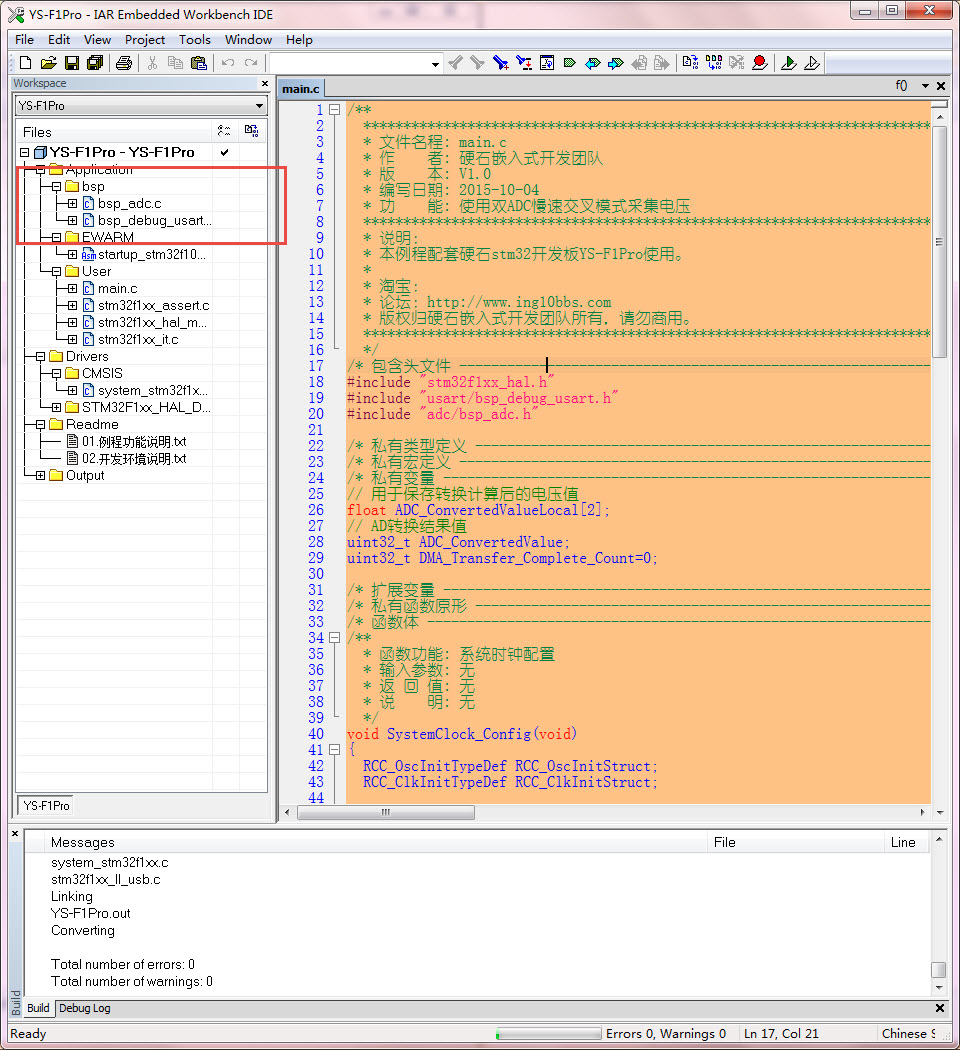 YS-F1Pro - IAR Embedded Workbench IDE
File Edit View Project Tools Window Help
Workspace
YS-F1Pro
Files
YS-F1Pro - YS-F1Pro
Application
bsp
bsp_adc.c
bsp_debug_usart...
EWARM
startup_stm32f10...
User
main.c
stm32f1xx_assert.c
stm32f1xx_hal_m...
stm32f1xx_it.c
Drivers
CMSIS
system_stm32f1x...
STM32F1xx_HAL_D...
Readme
01.例程功能说明.txt
02.开发环境说明.txt
Output
YS-F1Pro
main.c
f()
1 /**
2 *************************************************************************
3 * 文件名程: main.c
4 * 作 者: 硬石嵌入式开发团队
5 * 版 本: V1.0
6 * 编写日期: 2015-10-04
7 * 功 能: 使用双ADC慢速交叉模式采集电压
8 *************************************************************************
9 * 说明:
10 * 本例程配套硬石stm32开发板YS-F1Pro使用。
11 *
12 * 淘宝:
13 * 论坛: http://www.ing10bbs.com
14 * 版权归硬石嵌入式开发团队所有，请勿商用。
15 *************************************************************************
16 */
17 /* 包含头文件 ------------------------------------------------------------
18 #include "stm32f1xx_hal.h"
19 #include "usart/bsp_debug_usart.h"
20 #include "adc/bsp_adc.h"
21
22 /* 私有类型定义 ----------------------------------------------------------
23 /* 私有宏定义 ------------------------------------------------------------
24 /* 私有变量 --------------------------------------------------------------
25 // 用于保存转换计算后的电压值
26 float ADC_ConvertedValueLocal[2];
27 // AD转换结果值
28 uint32_t ADC_ConvertedValue;
29 uint32_t DMA_Transfer_Complete_Count=0;
30
31 /* 扩展变量 --------------------------------------------------------------
32 /* 私有函数原形 ----------------------------------------------------------
33 /* 函数体 ----------------------------------------------------------------
34 /**
35 * 函数功能: 系统时钟配置
36 * 输入参数: 无
37 * 返 回 值: 无
38 * 说 明: 无
39 */
40 void SystemClock_Config(void)
41 {
42 RCC_OscInitTypeDef RCC_OscInitStruct;
43 RCC_ClkInitTypeDef RCC_ClkInitStruct;
44
Messages File Line
system_stm32f1xx.c
stm32f1xx_ll_usb.c
Linking
YS-F1Pro.out
Converting
Total number of errors: 0
Total number of warnings: 0
Build
Build Debug Log
Ready Errors 0, Warnings 0 Ln 17, Col 21 Chinese